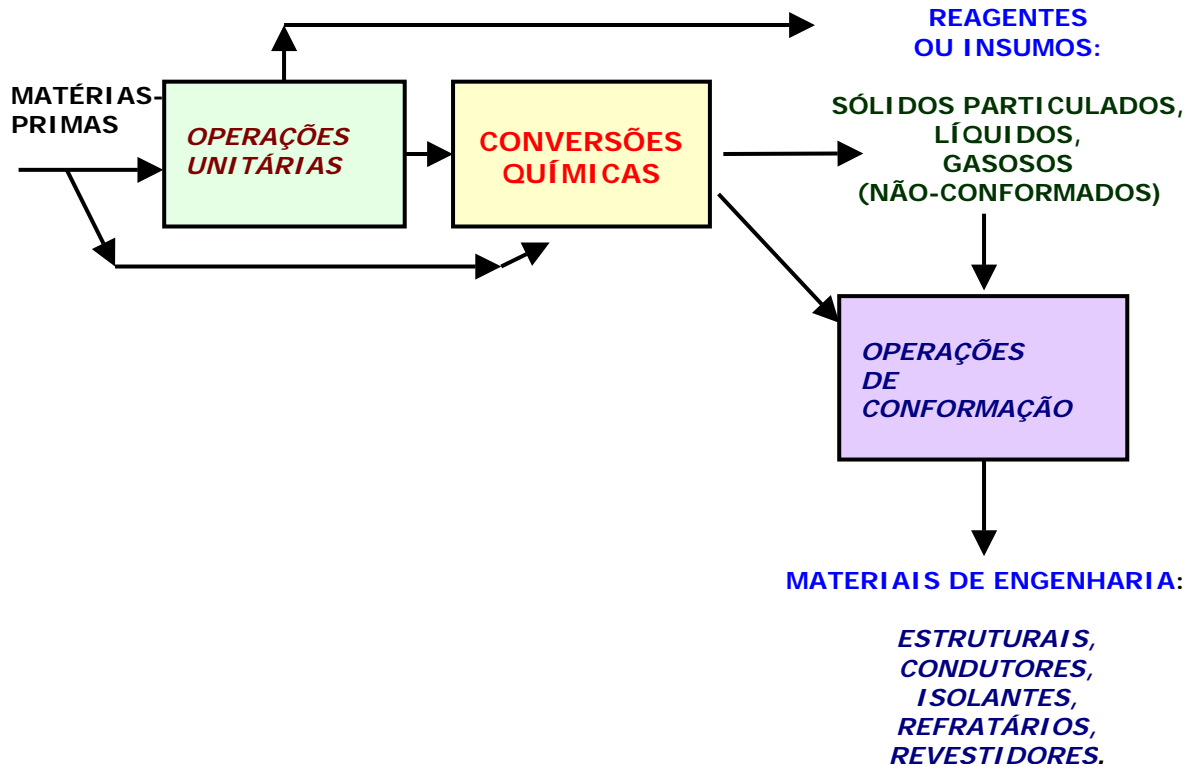 REAGENTES
OU INSUMOS:
MATÉRIAS-
PRIMAS
OPERAÇÕES
UNITÁRIAS
CONVERSÕES
QUÍMICAS
SÓLIDOS PARTICULADOS,
LÍQUIDOS,
GASOSOS
(NÃO-CONFORMADOS)
OPERAÇÕES
DE
CONFORMAÇÃO
MATERIAIS DE ENGENHARIA:
ESTRUTURAIS,
CONDUTORES,
ISOLANTES,
REFRATÁRIOS,
REVESTIDORES.